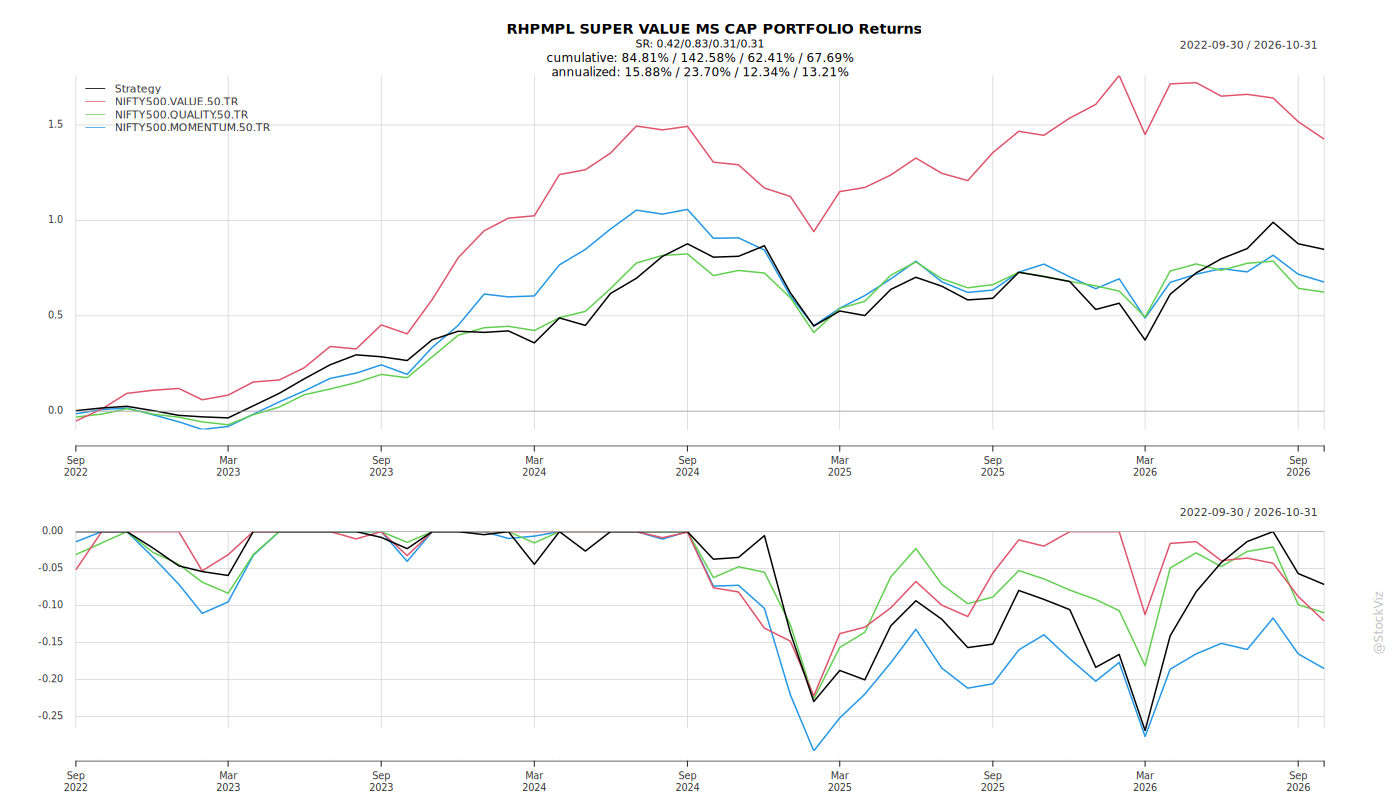 RHPMPL SUPER VALUE MS CAP PORTFOLIO Returns
SR: 0.42/0.83/0.31/0.31
cumulative: 84.81% / 142.58% / 62.41% / 67.69%
annualized: 15.88% / 23.70% / 12.34% / 13.21%
2022-09-30 / 2026-10-31
Strategy
NIFTY500.VALUE.50.TR
NIFTY500.QUALITY50.TR
NIFTY500.MOMENTUM.50.TR
1.5
1.0
0.5
0.0
Sep Mar Sep Mar Sep Mar Sep Mar Sep
2022 2023 2023 2024 2024 2025 2025 2026 2026
2022-09-30 / 2026-10-31
0.00
-0.05
-0.10
-0.15
-0.20
-0.25
Sep Mar Sep Mar Sep Mar Sep Mar Sep
2022 2023 2023 2024 2024 2025 2025 2026 2026
@StockViz